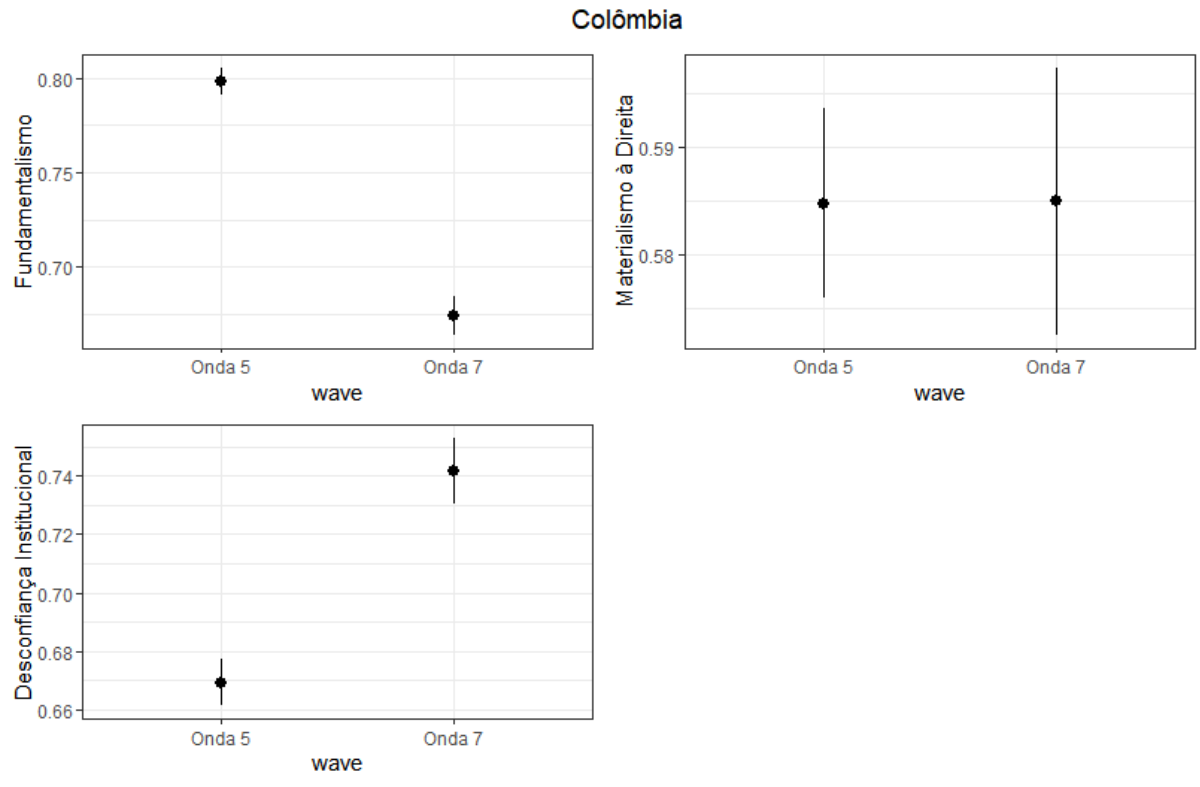 Colômbia
Fundamentalismo
0.80
0.75
0.70
Onda 5 Onda 7
wave
Materialismo à Direita
0.59
0.58
Onda 5 Onda 7
wave
Desconfiança Institucional
0.74
0.72
0.70
0.68
0.66
Onda 5 Onda 7
wave